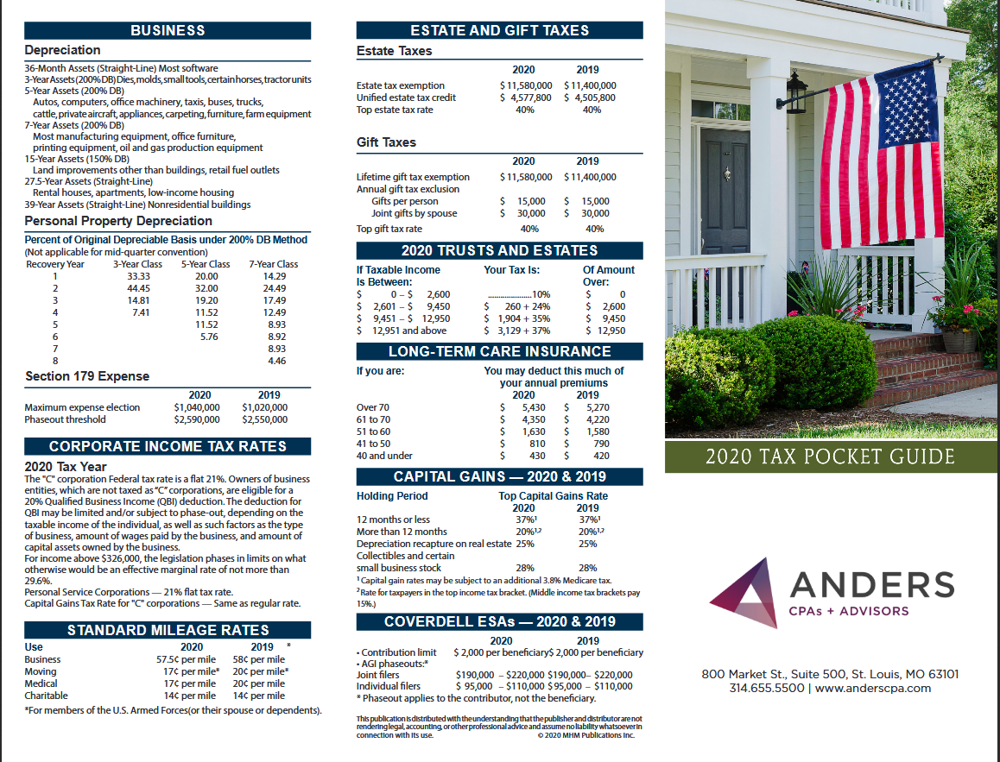 BUSINESS
Depreciation
36-Month Assets (Straight-Line) Most software
3-Year Assets (200% DB) Dies, molds, small tools, certain horses, tractor units
5-Year Assets (200% DB)
Autos, computers, office machinery, taxis, buses, trucks,
cattle, private aircraft, appliances, carpeting, furniture, farm equipment
7-Year Assets (200% DB)
Most manufacturing equipment, office furniture,
printing equipment, oil and gas production equipment
15-Year Assets (150% DB)
Land improvements other than buildings, retail fuel outlets
27.5-Year Assets (Straight-Line)
Rental houses, apartments, low-income housing
39-Year Assets (Straight-Line) Nonresidential buildings
Personal Property Depreciation
Percent of Original Depreciable Basis under 200% DB Method
(Not applicable for mid-quarter convention)
Recovery Year 3-Year Class 5-Year Class 7-Year Class
1 33.33 20.00 14.29
2 44.45 32.00 24.49
3 14.81 19.20 17.49
4 7.41 11.52 12.49
5 11.52 8.93
6 5.76 8.92
7 8.93
8 4.46
Section 179 Expense
2020 2019
Maximum expense election $1,040,000 $1,020,000
Phaseout threshold $2,590,000 $2,550,000
CORPORATE INCOME TAX RATES
2020 Tax Year
The "C" corporation Federal tax rate is a flat 21%. Owners of business
entities, which are not taxed as “C” corporations, are eligible for a
20% Qualified Business Income (QBI) deduction. The deduction for
QBI may be limited and/or subject to phase-out, depending on the
taxable income of the individual, as well as such factors as the type
of business, amount of wages paid by the business, and amount of
capital assets owned by the business.
For income above $326,000, the legislation phases in limits on what
otherwise would be an effective marginal rate of not more than
29.6%.
Personal Service Corporations — 21% flat tax rate.
Capital Gains Tax Rate for "C" corporations — Same as regular rate.
STANDARD MILEAGE RATES
Use 2020 2019 *
Business 57.5¢ per mile 58¢ per mile
Moving 17¢ per mile* 20¢ per mile*
Medical 17¢ per mile 20¢ per mile
Charitable 14¢ per mile 14¢ per mile
*For members of the U.S. Armed Forces(or their spouse or dependents).
ESTATE AND GIFT TAXES
Estate Taxes
2020 2019
Estate tax exemption $ 11,580,000 $ 11,400,000
Unified estate tax credit $ 4,577,800 $ 4,505,800
Top estate tax rate 40% 40%
Gift Taxes
2020 2019
Lifetime gift tax exemption $ 11,580,000 $ 11,400,000
Annual gift tax exclusion
Gifts per person $ 15,000 $ 15,000
Joint gifts by spouse $ 30,000 $ 30,000
Top gift tax rate 40% 40%
2020 TRUSTS AND ESTATES
If Taxable Income Your Tax Is: Of Amount
Is Between: Over:
$ 0 – $ 2,600 .....................10% $ 0
$ 2,601 – $ 9,450 $ 260 + 24% $ 2,600
$ 9,451 – $ 12,950 $ 1,904 + 35% $ 9,450
$ 12,951 and above $ 3,129 + 37% $ 12,950
LONG-TERM CARE INSURANCE
If you are: You may deduct this much of
your annual premiums
2020 2019
Over 70 $ 5,430 $ 5,270
61 to 70 $ 4,350 $ 4,220
51 to 60 $ 1,630 $ 1,580
41 to 50 $ 810 $ 790
40 and under $ 430 $ 420
CAPITAL GAINS — 2020 & 2019
Holding Period Top Capital Gains Rate
2020 2019
12 months or less 37%¹ 37%¹
More than 12 months 20%¹,² 20%¹,²
Depreciation recapture on real estate 25% 25%
Collectibles and certain
small business stock 28% 28%
¹ Capital gain rates may be subject to an additional 3.8% Medicare tax.
² Rate for taxpayers in the top income tax bracket. (Middle income tax brackets pay
15%.)
COVERDELL ESAs — 2020 & 2019
2020 2019
• Contribution limit $ 2,000 per beneficiary $ 2,000 per beneficiary
• AGI phaseouts:*
Joint filers $190,000 – $220,000 $190,000– $220,000
Individual filers $ 95,000 – $110,000 $ 95,000 – $110,000
* Phaseout applies to the contributor, not the beneficiary.
This publication is distributed with the understanding that the publisher and distributor are not
rendering legal, accounting, or other professional advice and assume no liability whatsoever in
connection with its use. © 2020 MHM Publications Inc.
2020 TAX POCKET GUIDE
ANDERS
CPAs + ADVISORS
800 Market St., Suite 500, St. Louis, MO 63101
314.655.5500 | www.anderscpa.com